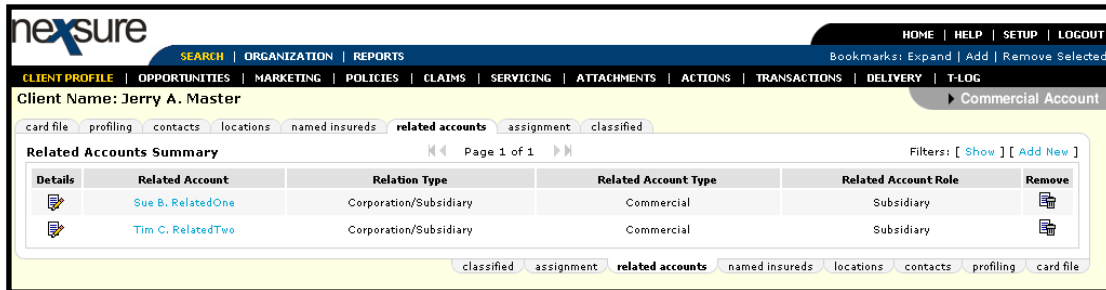 nexsure
HOME | HELP | SETUP | LOGOUT
SEARCH | ORGANIZATION | REPORTS
Bookmarks: Expand | Add | Remove Selected
CLIENT PROFILE | OPPORTUNITIES | MARKETING | POLICIES | CLAIMS | SERVICING | ATTACHMENTS | ACTIONS | TRANSACTIONS | DELIVERY | T-LOG
Client Name: Jerry A. Master
Commercial Account
card file profiling contacts locations named insureds related accounts assignment classified
Related Accounts Summary Page 1 of 1 Filters: [ Show ] [ Add New ]
Details Related Account Relation Type Related Account Type Related Account Role Remove
Sue B. RelatedOne Corporation/Subsidiary Commercial Subsidiary
Tim C. RelatedTwo Corporation/Subsidiary Commercial Subsidiary
classified assignment related accounts named insureds locations contacts profiling card file